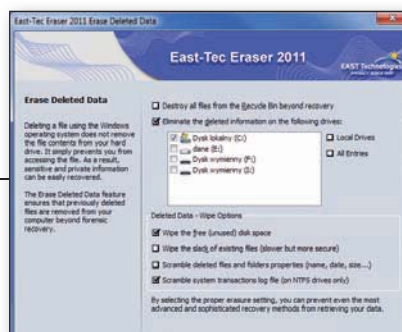 East-Tec Eraser 2011 Erase Deleted Data
East-Tec Eraser 2011
EAST Technologies
Erase Deleted Data
Deleting a file using the Windows
operating system does not remove
the file contents from your hard
drive. It simply prevents you from
accessing the file. As a result,
sensitive and private information
can be easily recovered.
The Erase Deleted Data feature
ensures that previously deleted
files are removed from your
computer beyond forensic
recovery.
Destroy all files from the Recycle Bin beyond recovery
Eliminate the deleted information on the following drives:
Dysk lokalny (C:)
dane (E:)
Dysk wymienny (F:)
Dysk wymienny (I:)
Local Drives
All Entries
Deleted Data - Wipe Options
Wipe the free (unused) disk space
Wipe the slack of existing files (slower but more secure)
Scramble deleted files and folders properties (name, date, size...)
Scramble system transactions log file (on NTFS drives only)
By selecting the proper erasure setting, you can prevent even the most
advanced and sophisticated recovery methods from retrieving your data.